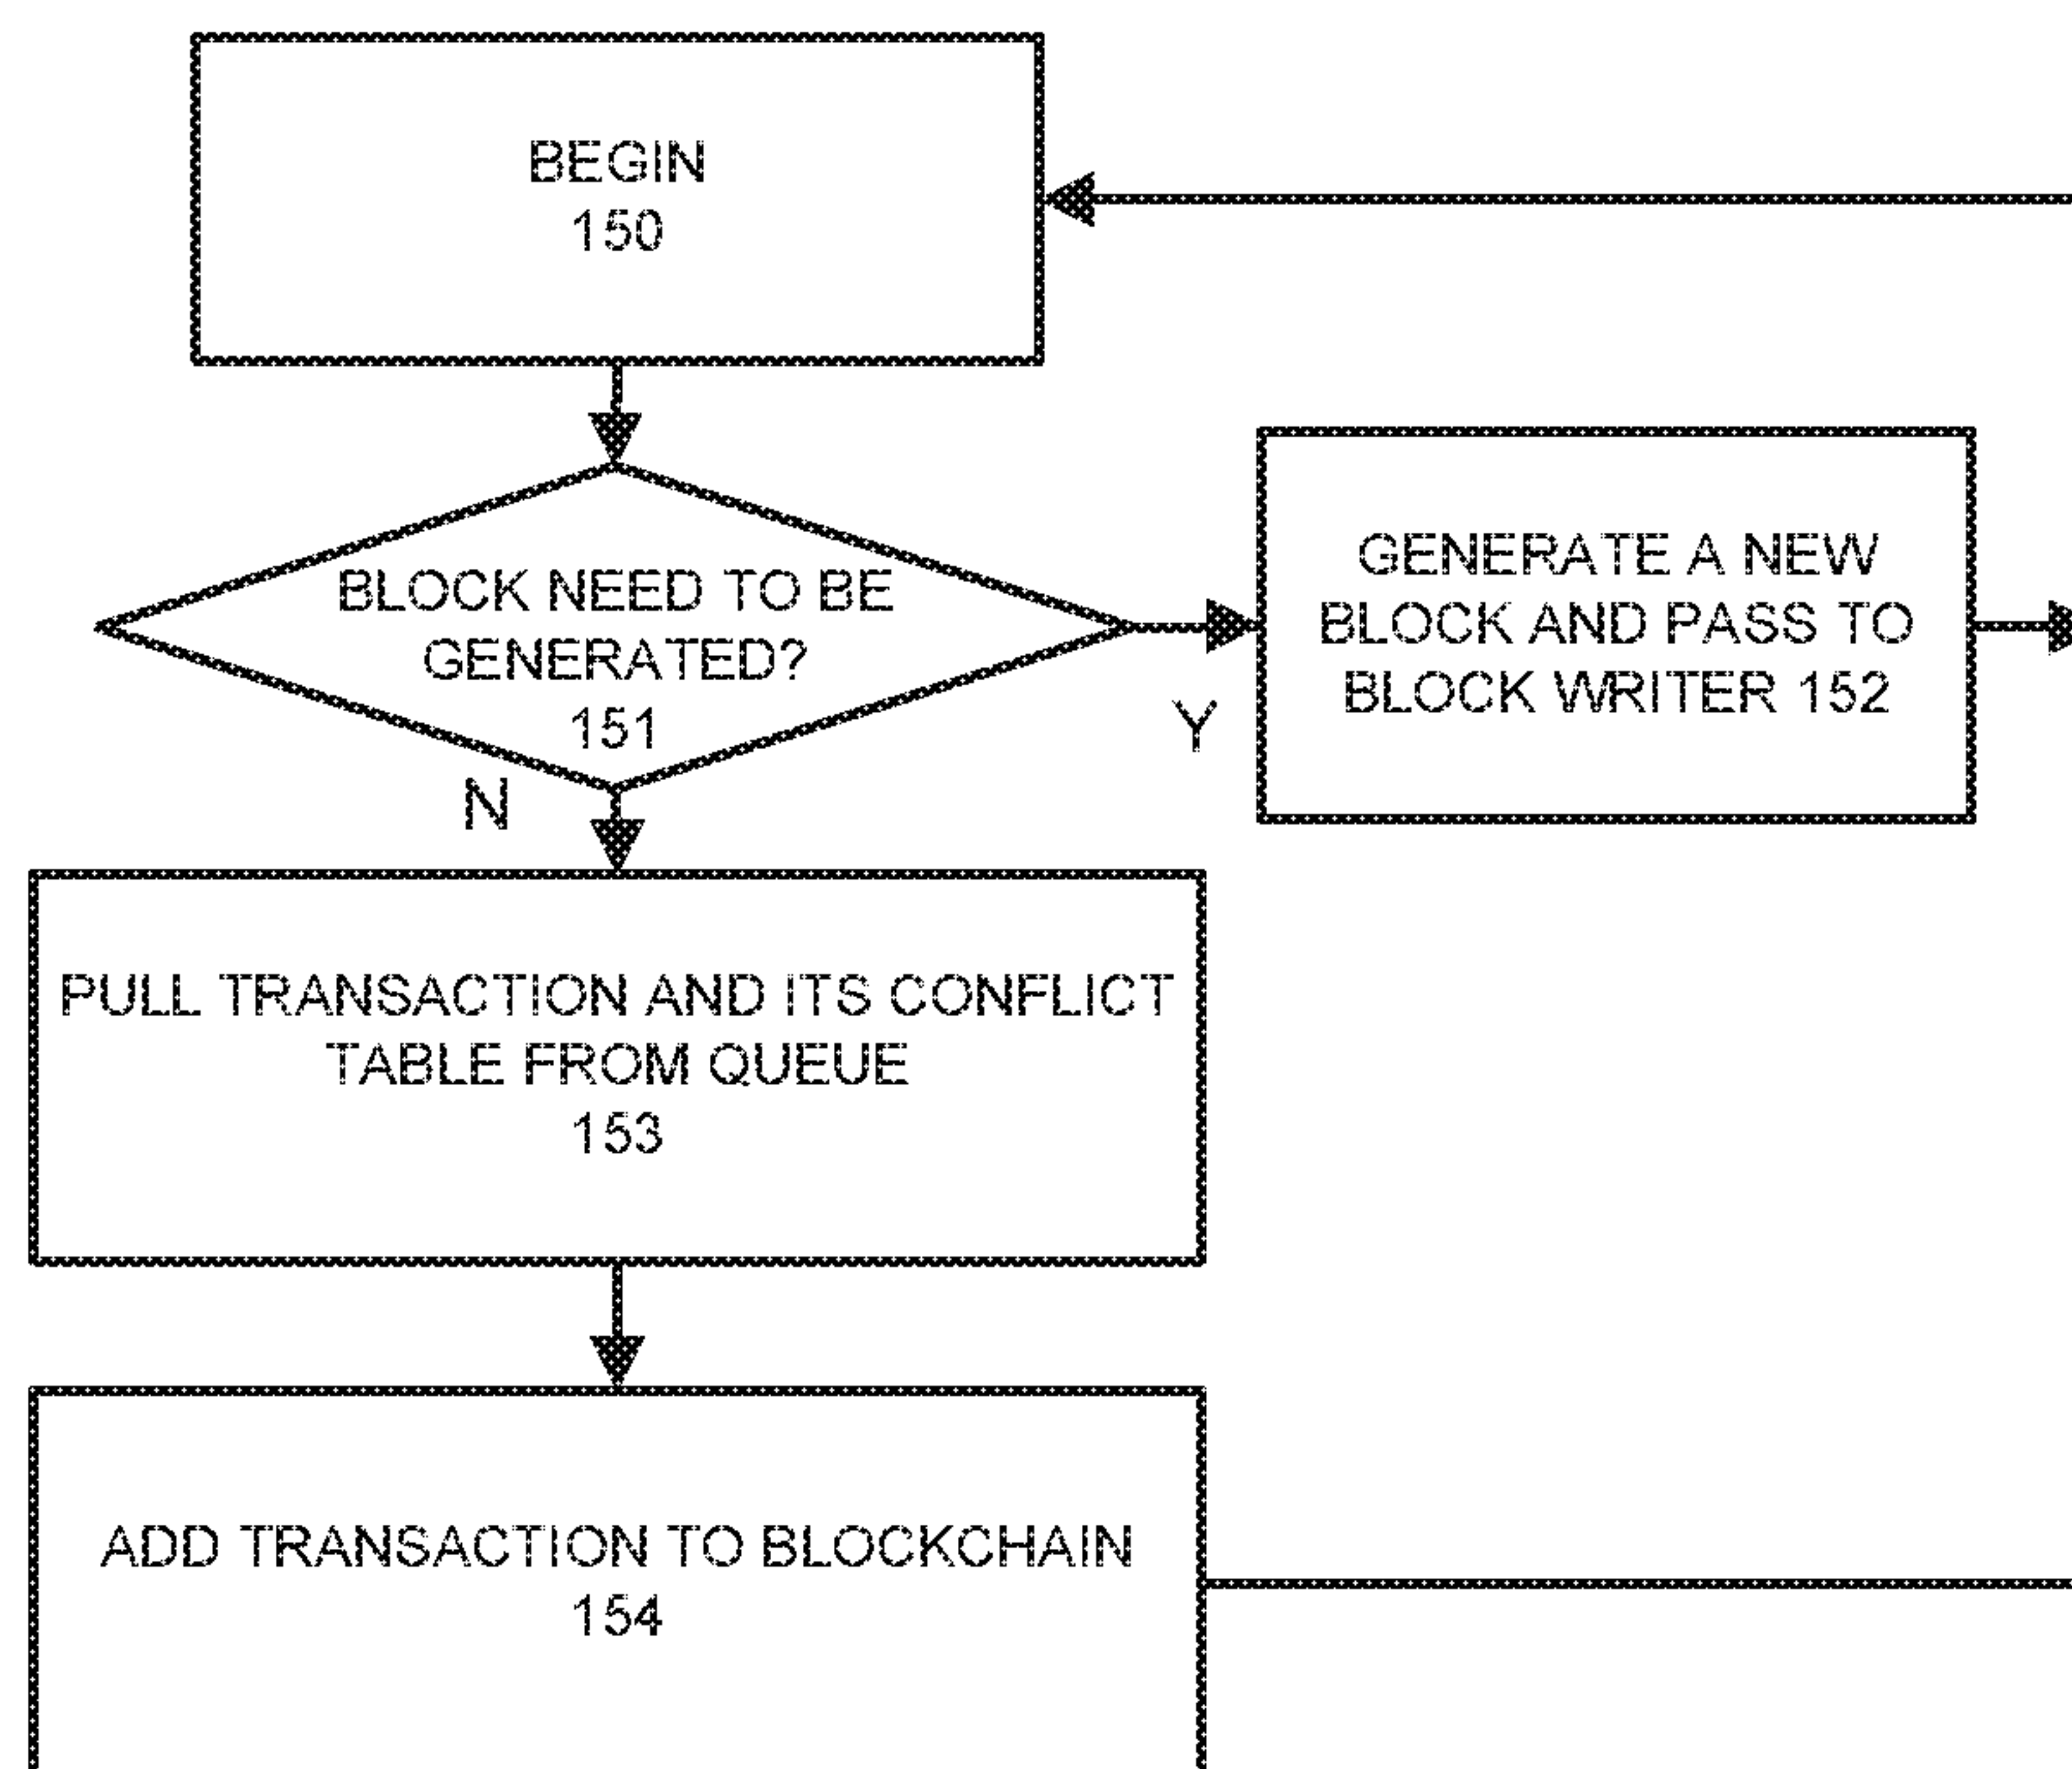 BEGIN
150
BLOCK NEED TO BE
GENERATED?
151
Y
N
GENERATE A NEW
BLOCK AND PASS TO
BLOCK WRITER 152
PULL TRANSACTION AND ITS CONFLICT
TABLE FROM QUEUE
153
ADD TRANSACTION TO BLOCKCHAIN
154